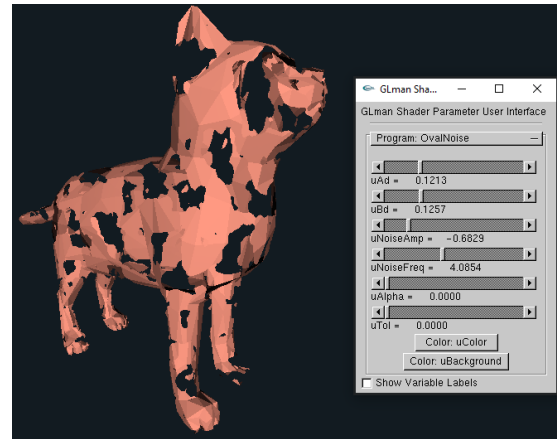 GLman Sha...
GLman Shader Parameter User Interface
Program: OvalNoise
uAd = 0.1213
uBd = 0.1257
uNoiseAmp = -0.6829
uNoiseFreq = 4.0854
uAlpha = 0.0000
uTol = 0.0000
Color: uColor
Color: uBackground
Show Variable Labels